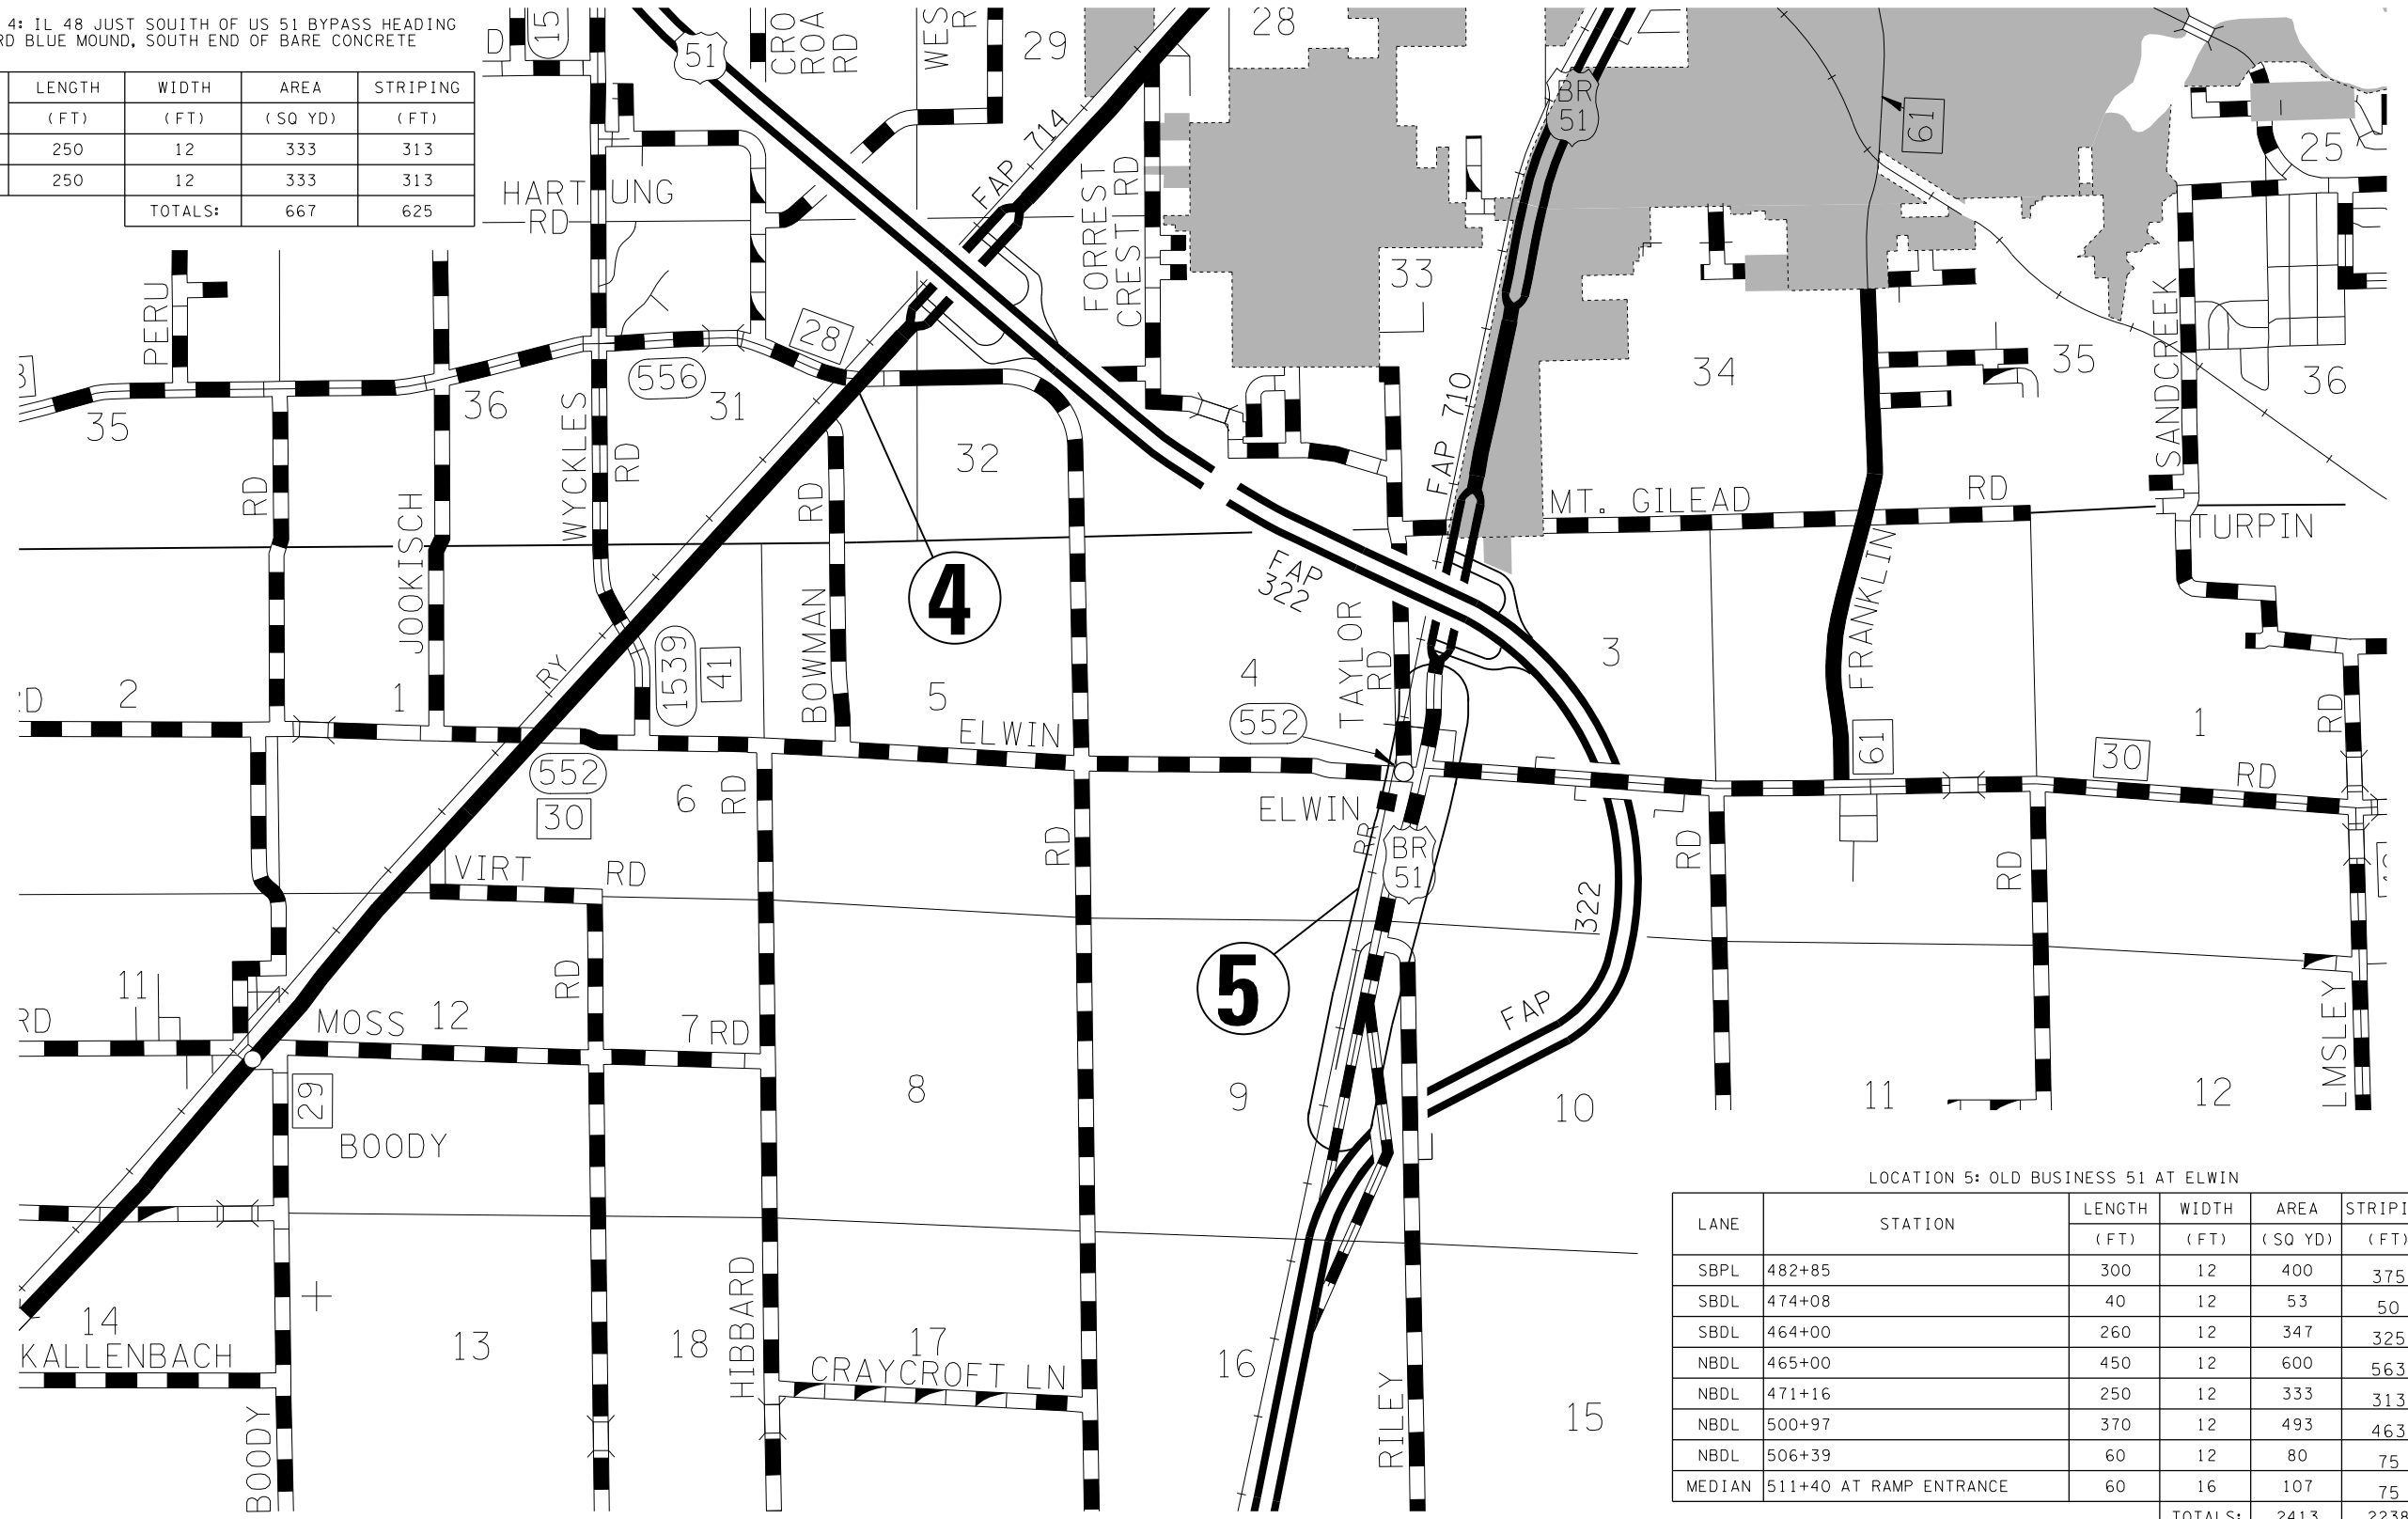 4: IL 48 JUST SOUITH OF US 51 BYPASS HEADING
RD BLUE MOUND, SOUTH END OF BARE CONCRETE
LENGTH WIDTH AREA STRIPING
(FT) (FT) (SQ YD) (FT)
250 12 333 313
250 12 333 313
TOTALS: 667 625
D
15
51
CRO
ROA
RD
WES
R
29
28
BR
51
61
25
HARTUNG
RD
FAP 714
FORREST
CREST RD
33
34
35
36
PERU
28
556
35
36
31
32
WYCKLES
RD
RD
JOOKISCH
RD
FAP 710
MT. GILEAD
RD
SANDCREEK
TURPIN
4
FAP
322
TAYLOR
RD
FRANKLIN
RY
1539
41
BOWMAN
2
1
5
4
3
1
RD
ELWIN
552
552
30
6
RD
ELWIN
61
30
RD
RR
BR
51
RD
RD
RD
VIRT
RD
322
5
FAP
11
RD
MOSS
12
RD
7 RD
LMSLEY
29
8
9
10
11
12
BOODY
14
KALLENBACH
13
18
HIBBARD
17
CRAYCROFT LN
16
15
RILEY
BOODY
LOCATION 5: OLD BUSINESS 51 AT ELWIN
LANE STATION LENGTH WIDTH AREA STRIPI
(FT) (FT) (SQ YD) (FT)
SBPL 482+85 300 12 400 375
SBDL 474+08 40 12 53 50
SBDL 464+00 260 12 347 325
NBDL 465+00 450 12 600 563
NBDL 471+16 250 12 333 313
NBDL 500+97 370 12 493 463
NBDL 506+39 60 12 80 75
MEDIAN 511+40 AT RAMP ENTRANCE 60 16 107 75
TOTALS: 2413 2238